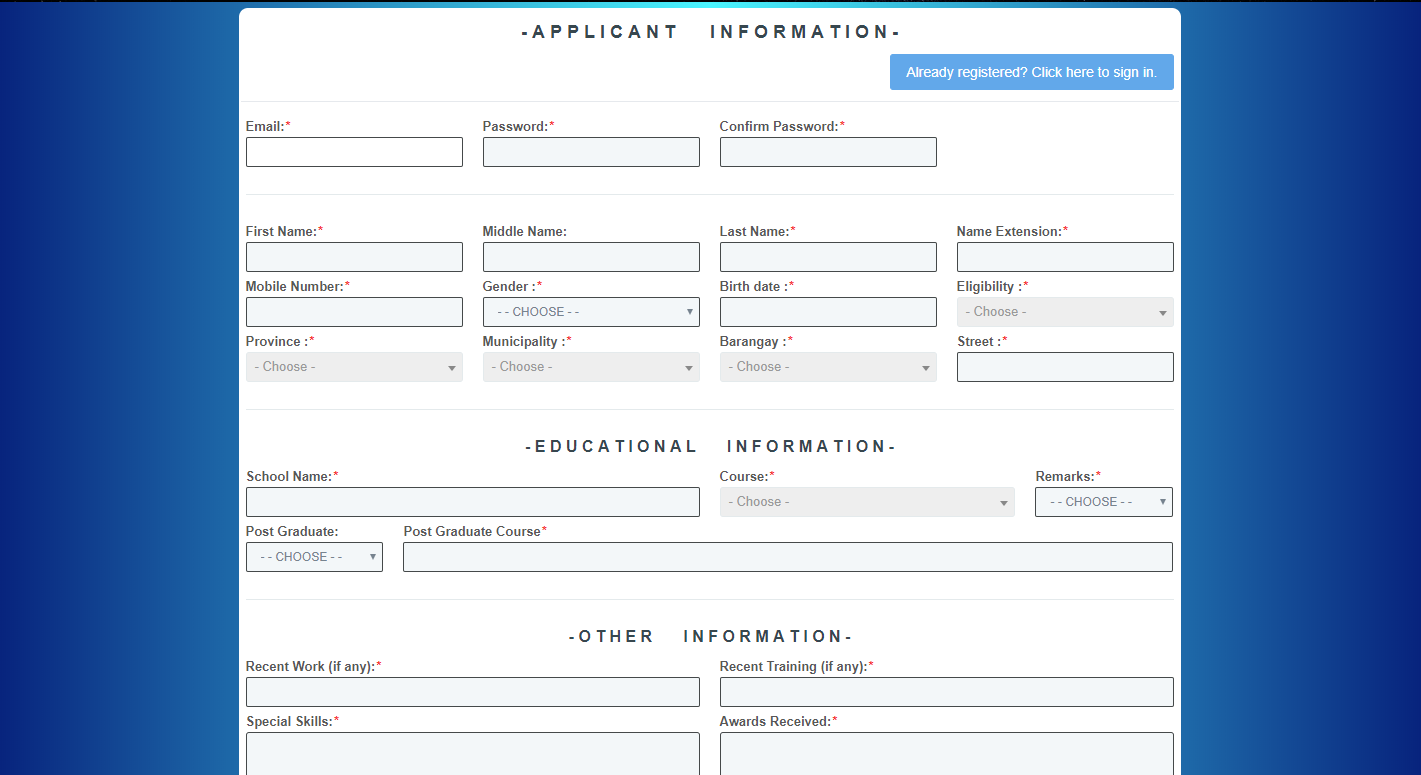 -APPLICANT INFORMATION-
Already registered? Click here to sign in.
Email:* Password:* Confirm Password:*
First Name:* Middle Name: Last Name:* Name Extension:*
Mobile Number:* Gender :* Birth date :* Eligibility :*
- - CHOOSE - - - Choose -
Province :* Municipality :* Barangay :* Street :*
- Choose - - Choose - - Choose -
-EDUCATIONAL INFORMATION-
School Name:* Course:* Remarks:*
- Choose - - - CHOOSE - -
Post Graduate: Post Graduate Course*
- - CHOOSE - -
-OTHER INFORMATION-
Recent Work (if any):* Recent Training (if any):*
Special Skills:* Awards Received:*